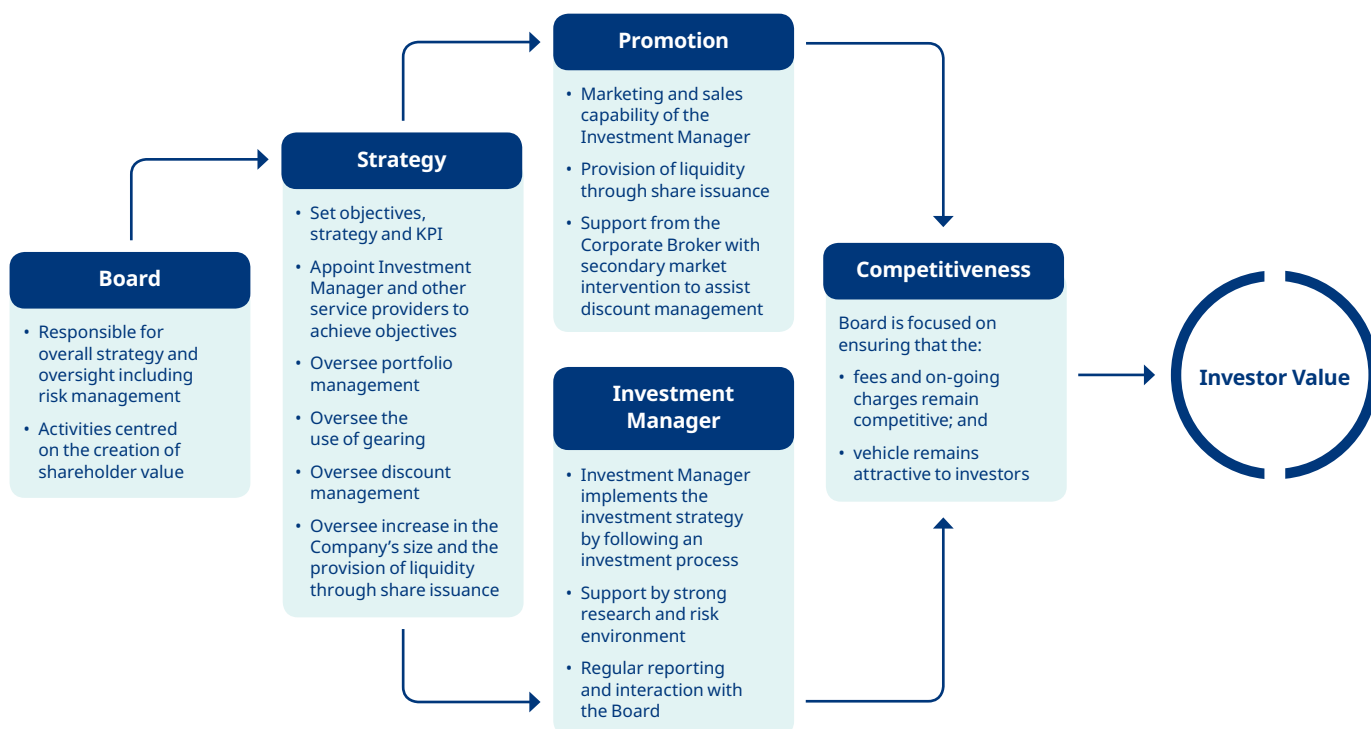 Board
• Responsible for
overall strategy and
oversight including
risk management
• Activities centred
on the creation of
shareholder value
Strategy
• Set objectives,
strategy and KPI
• Appoint Investment
Manager and other
service providers to
achieve objectives
• Oversee portfolio
management
• Oversee the
use of gearing
• Oversee discount
management
• Oversee increase in the
Company’s size and the
provision of liquidity
through share issuance
Promotion
• Marketing and sales
capability of the
Investment Manager
• Provision of liquidity
through share issuance
• Support from the
Corporate Broker with
secondary market
intervention to assist
discount management
Investment
Manager
• Investment Manager
implements the
investment strategy
by following an
investment process
• Support by strong
research and risk
environment
• Regular reporting
and interaction with
the Board
Competitiveness
Board is focused on
ensuring that the:
• fees and on-going
charges remain
competitive; and
• vehicle remains
attractive to investors
Investor Value